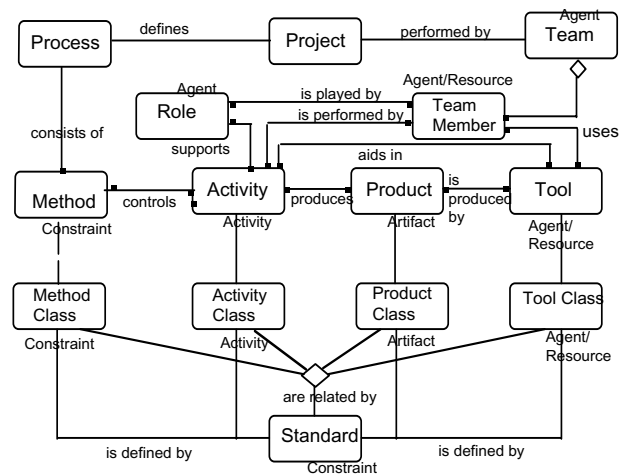 Agent
Process
defines
Project
performed by
Team
Agent
Agent/Resource
Role
is played by
Team
Member
is performed by
consists of
supports
uses
aids in
Method
controls
Activity
produces
Product
is
produced
by
Tool
Constraint
Activity
Artifact
Agent/
Resource
Method
Class
Activity
Class
Product
Class
Tool Class
Constraint
Activity
Artifact
Agent/
Resource
are related by
Standard
is defined by
is defined by
Constraint